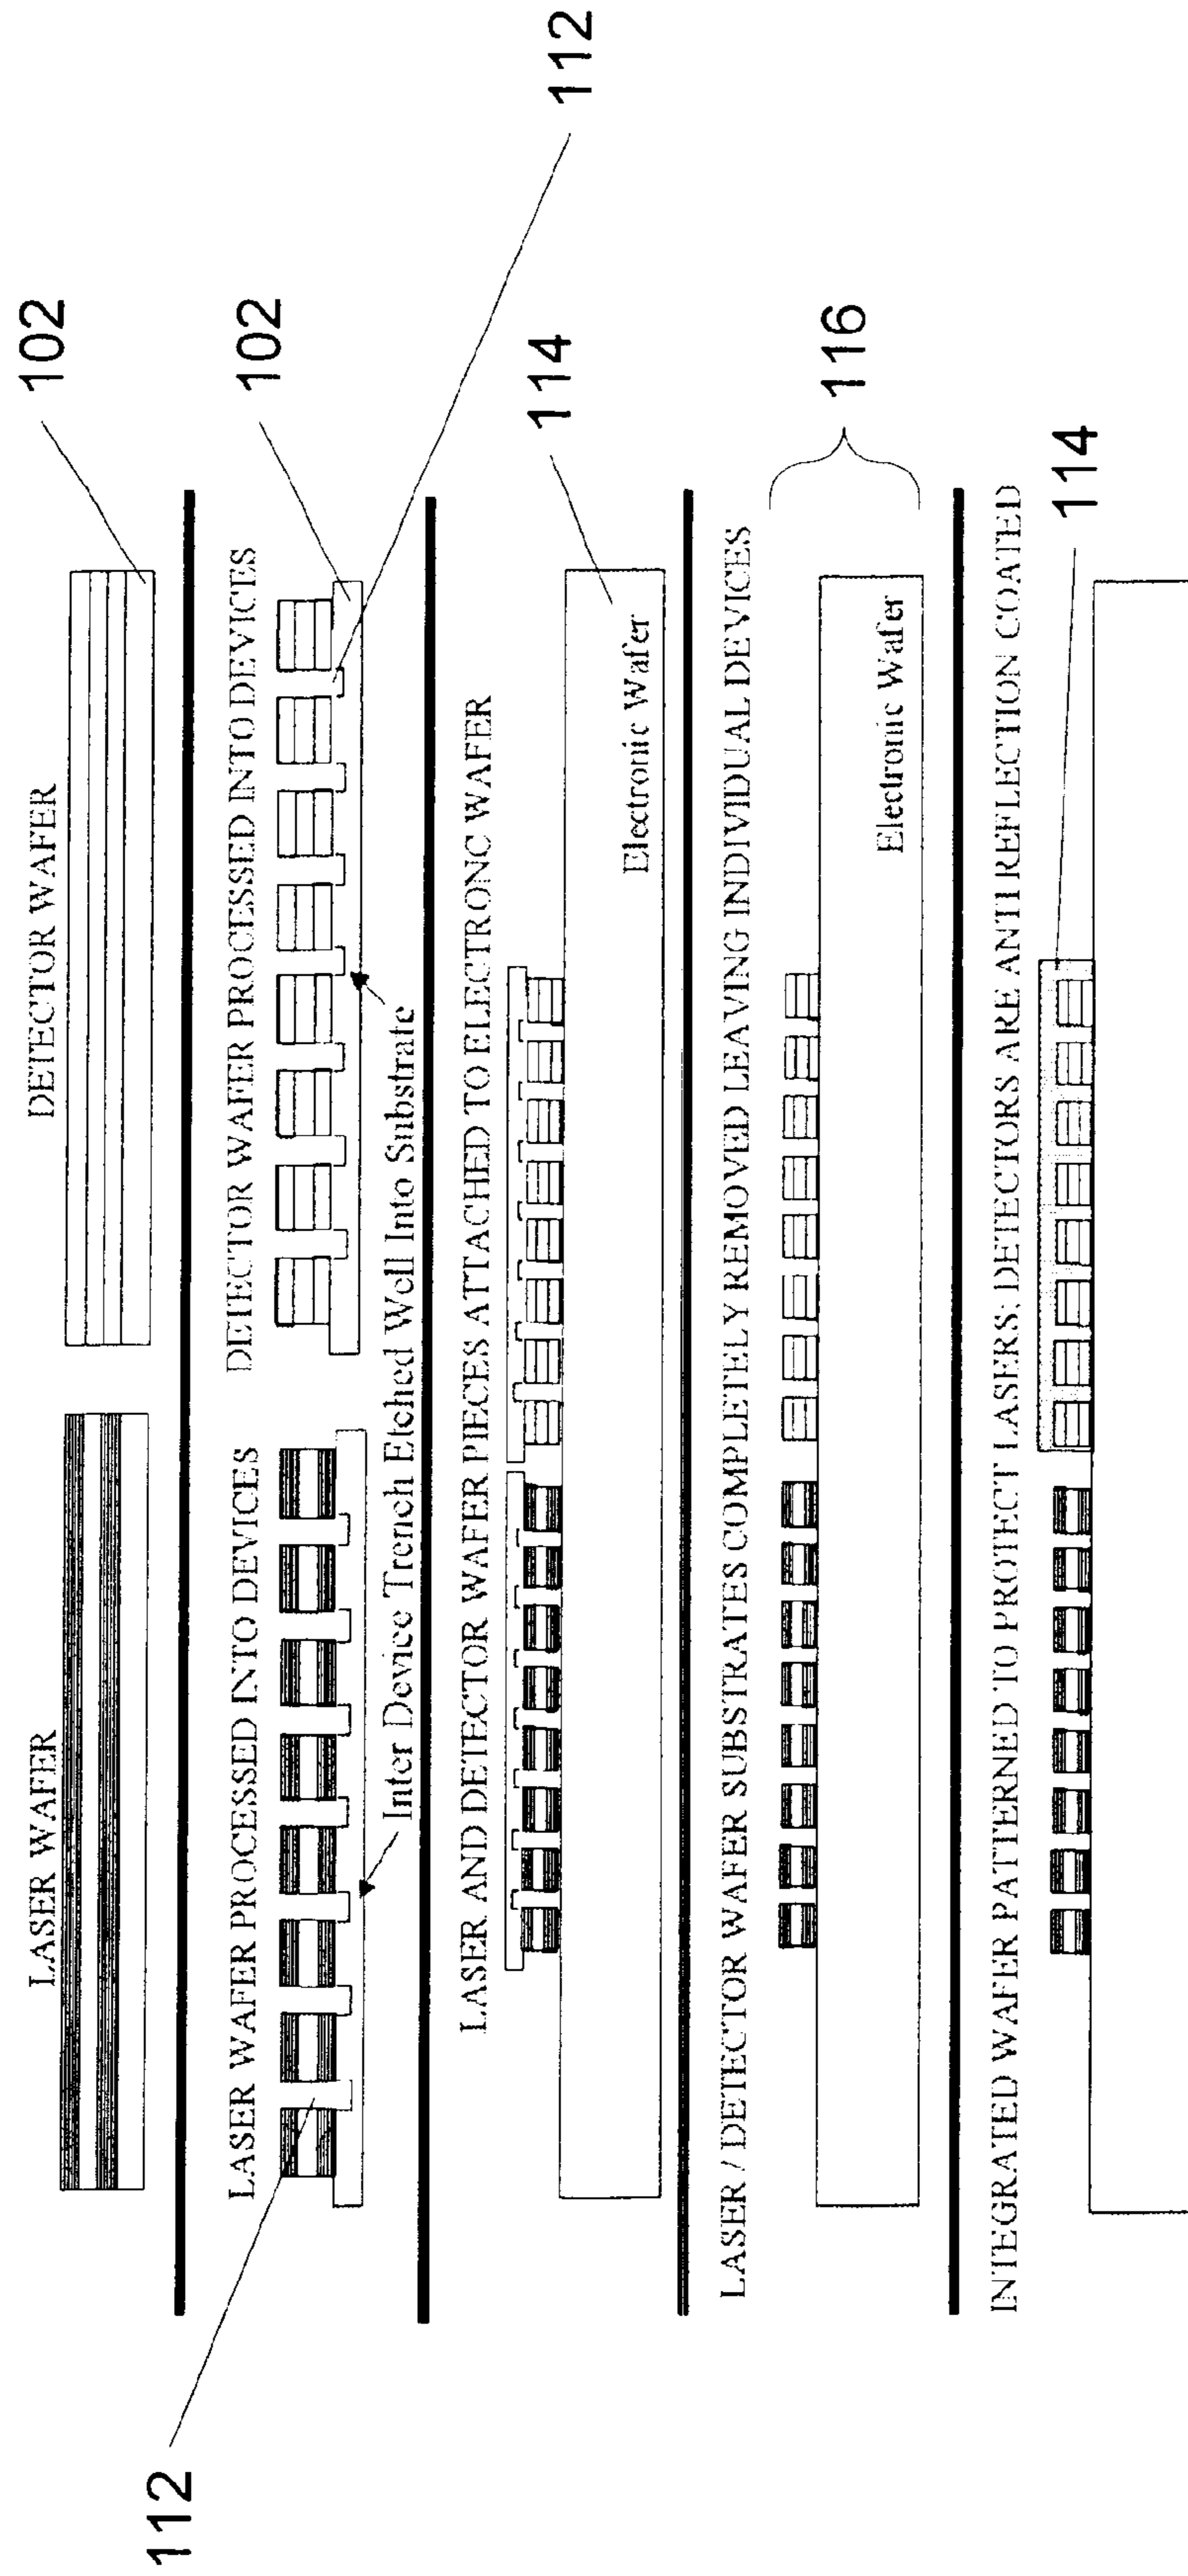 LASER WAFER
DETECTOR WAFER
102
LASER WAFER PROCESSED INTO DEVICES
DETECTOR WAFER PROCESSED INTO DEVICES
102
112
112
Inter Device Trench Etched Well Into Substrate
LASER AND DETECTOR WAFER PIECES ATTACHED TO ELECTRONC WAFER
114
Electronic Wafer
LASER / DETECTOR WAFER SUBSTRATES COMPLETELY REMOVED LEAVING INDIVIDUAL DEVICES
116
Electronic Wafer
INTEGRATED WAFER PATTERNED TO PROTECT LASERS; DETECTORS ARE ANTI REFLECTION COATED
114